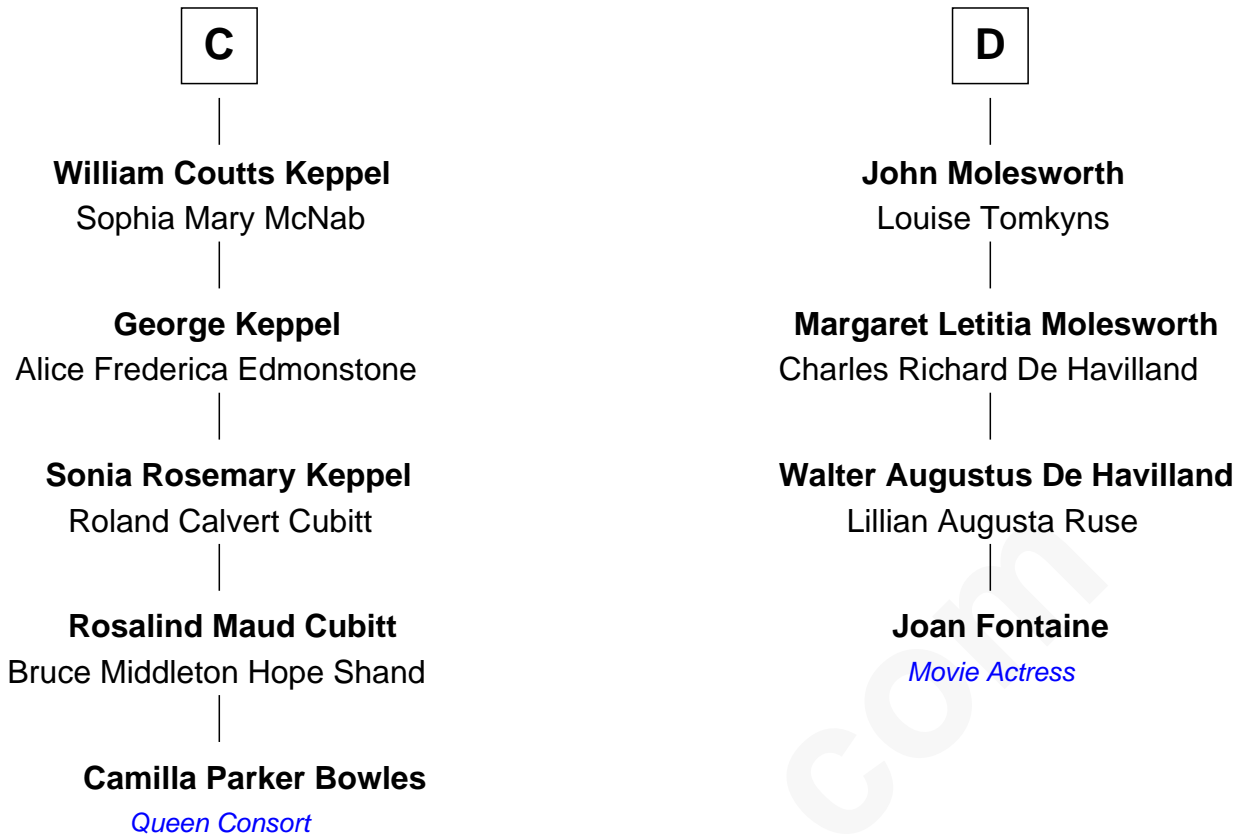 C
William Coutts Keppel
Sophia Mary McNab
George Keppel
Alice Frederica Edmonstone
Sonia Rosemary Keppel
Roland Calvert Cubitt
Rosalind Maud Cubitt
Bruce Middleton Hope Shand
Camilla Parker Bowles
Queen Consort
D
John Molesworth
Louise Tomkyns
Margaret Letitia Molesworth
Charles Richard De Havilland
Walter Augustus De Havilland
Lillian Augusta Ruse
Joan Fontaine
Movie Actress
com